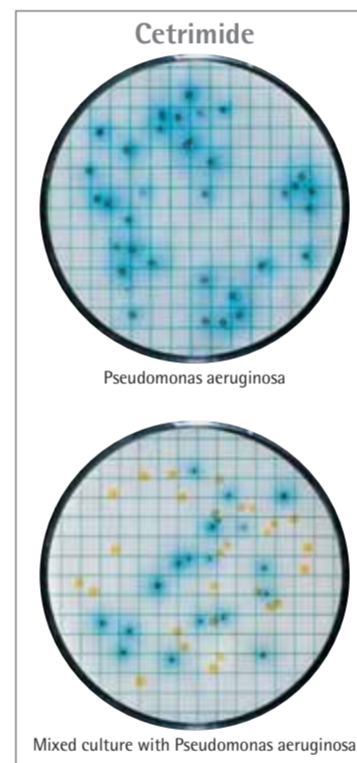 Cetrimide
Pseudomonas aeruginosa
Mixed culture with Pseudomonas aeruginosa